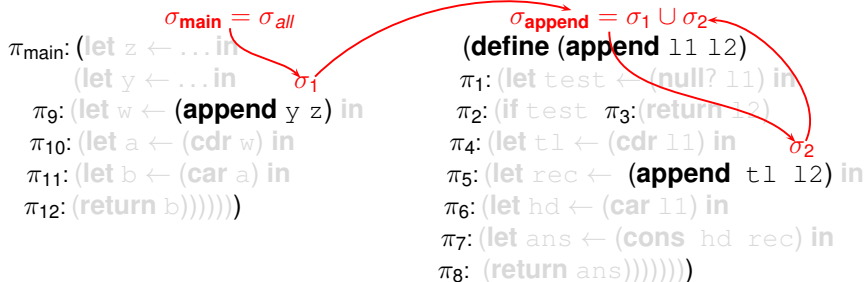 σmain = σall
πmain: (let z ← ... in
(let y ← ... in
σ1
π9: (let w ← (append y z) in
π10: (let a ← (cdr w) in
π11: (let b ← (car a) in
π12: (return b))))))
σappend = σ1 ∪ σ2
(define (append l1 l2)
π1: (let test ← (null? l1) in
π2: (if test π3:(return l2)
π4: (let tl ← (cdr l1) in
σ2
π5: (let rec ← (append tl l2) in
π6: (let hd ← (car l1) in
π7: (let ans ← (cons hd rec) in
π8: (return ans)))))))